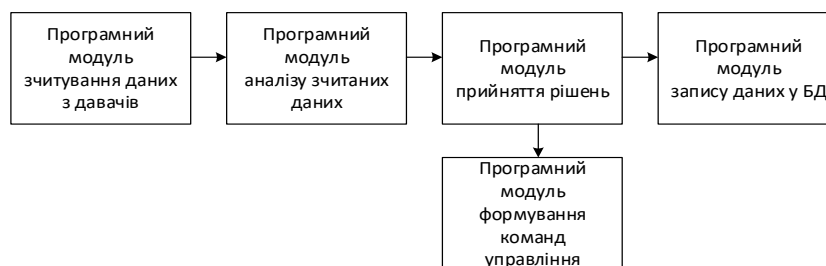 Програмний
модуль
зчитування даних
з давачів
Програмний
модуль
аналізу зчитаних
даних
Програмний
модуль
прийняття рішень
Програмний
модуль
запису даних у БД
Програмний
модуль
формування
команд
управління